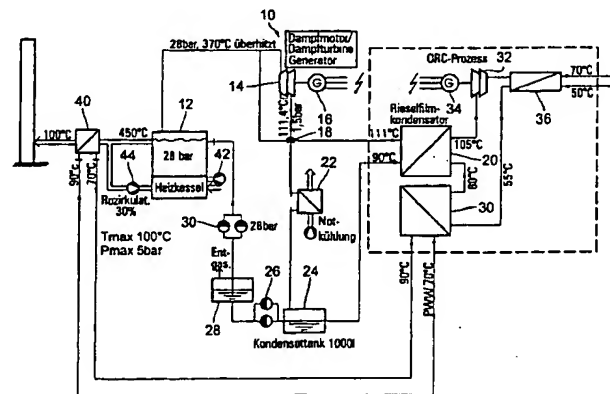 10
Dampfmotor/
Dampfturbine
Generator
28bar, 370°C überhitzt
14
G
16
111,4°C
1,5bar
18
ORC-Prozess
32
G
34
70°C
50°C
36
Rieselfilm-
kondensator
111°C
90°C
105°C
20
80°C
55°C
30
40
12
100°C
450°C
28 bar
90°C
70°C
44
42
Heizkessel
Rezirkulat.
30%
Tmax 100°C
Pmax 5bar
30
28bar
22
Not-
kühlung
Ent-
gas.
26
24
28
Kondensattank 1000l
90°C
PWW/70°C